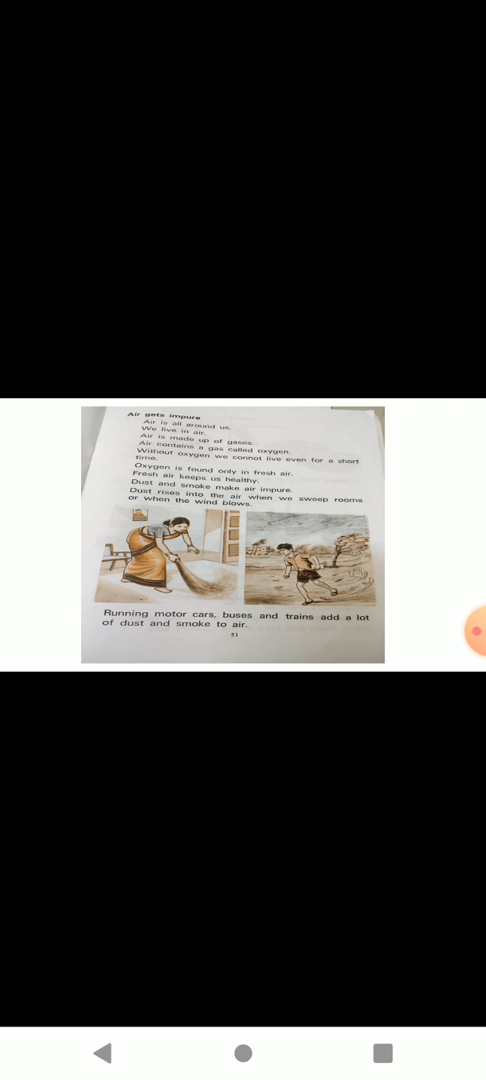 Air gets impure
Air is all around us.
We live in air.
Air is made up of gases.
Air contains a gas called oxygen.
Without oxygen we connot live even for a short
time.
Oxygen is found only in fresh air.
Fresh air keeps us healthy.
Dust and smoke make air impure.
Dust rises into the air when we sweep rooms
or when the wind blows.
Running motor cars, buses and trains add a lot
of dust and smoke to air.
51